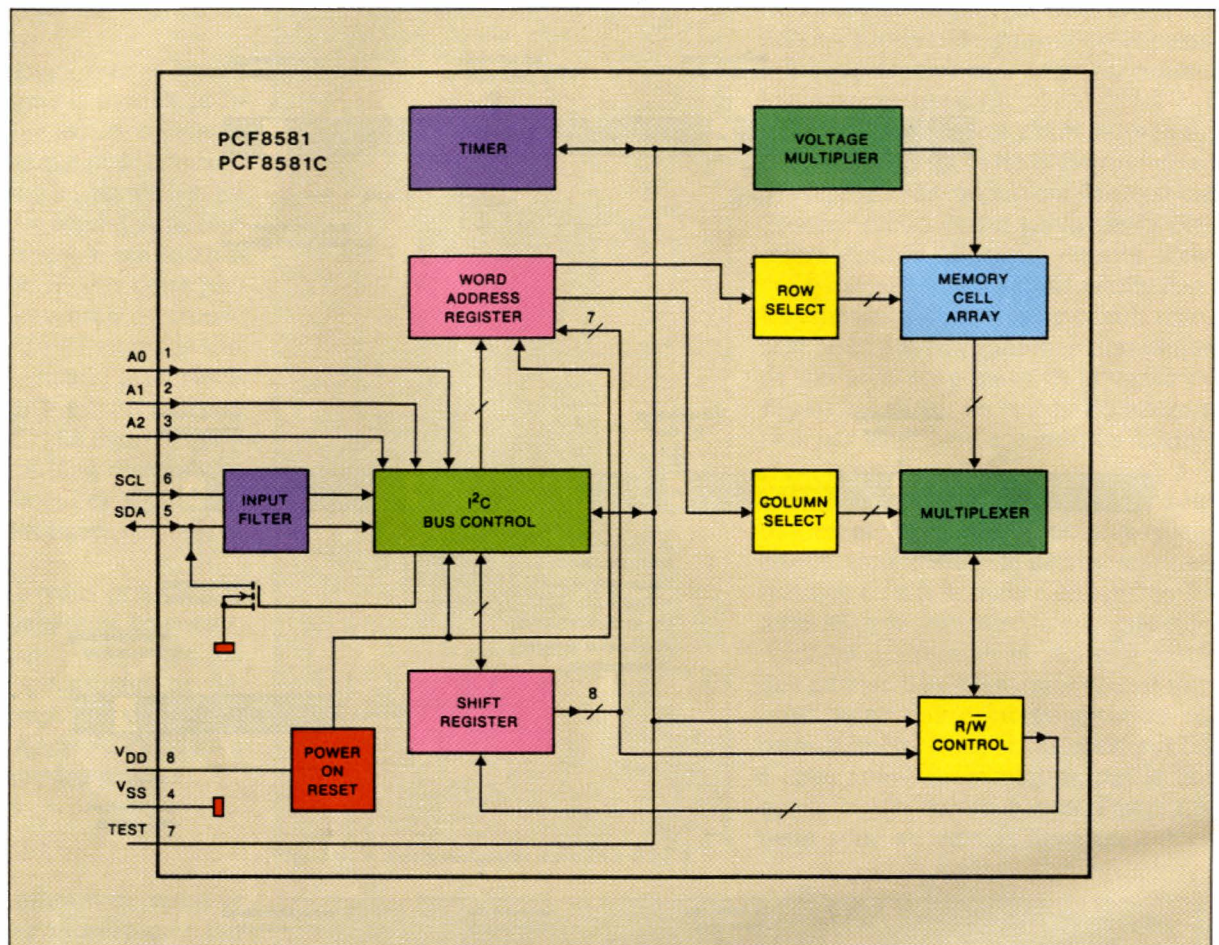 PCF8581
PCF8581C
TIMER
VOLTAGE
MULTIPLIER
WORD
ADDRESS
REGISTER
ROW
SELECT
MEMORY
CELL
ARRAY
7
A0 1
A1 2
A2 3
SCL 6
SDA 5
INPUT
FILTER
I²C
BUS CONTROL
COLUMN
SELECT
MULTIPLEXER
SHIFT
REGISTER
8
R/W̅
CONTROL
POWER
ON
RESET
VDD 8
VSS 4
TEST 7